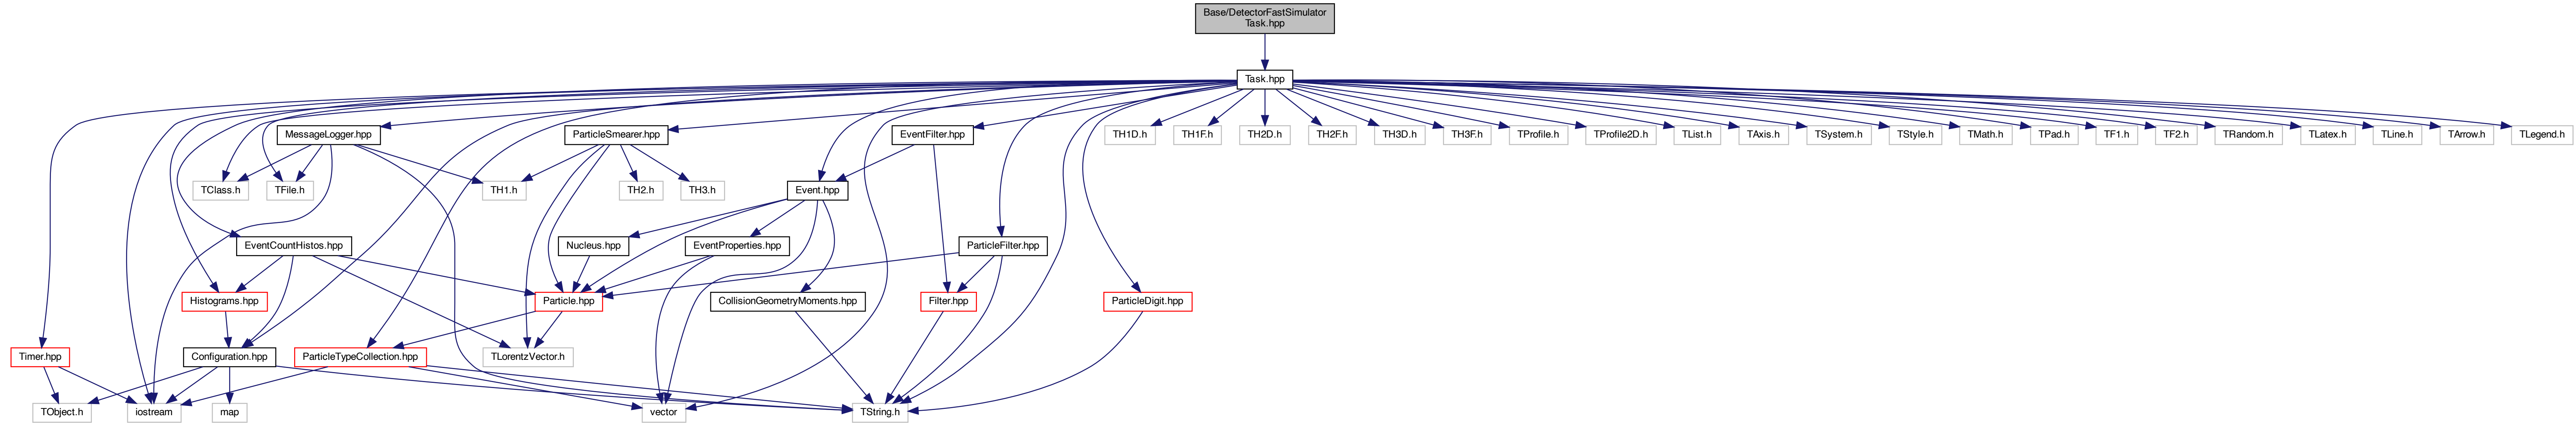 Base/DetectorFastSimulator
Task.hpp
Task.hpp
MessageLogger.hpp
ParticleSmearer.hpp
EventFilter.hpp
TH1D.h
TH1F.h
TH2D.h
TH2F.h
TH3D.h
TH3F.h
TProfile.h
TProfile2D.h
TList.h
TAxis.h
TSystem.h
TStyle.h
TMath.h
TPad.h
TF1.h
TF2.h
TRandom.h
TLatex.h
TLine.h
TArrow.h
TLegend.h
TClass.h
TFile.h
TH1.h
TH2.h
TH3.h
Event.hpp
EventCountHistos.hpp
Nucleus.hpp
EventProperties.hpp
ParticleFilter.hpp
Histograms.hpp
Particle.hpp
CollisionGeometryMoments.hpp
Filter.hpp
ParticleDigit.hpp
Timer.hpp
Configuration.hpp
ParticleTypeCollection.hpp
TLorentzVector.h
TObject.h
iostream
map
vector
TString.h